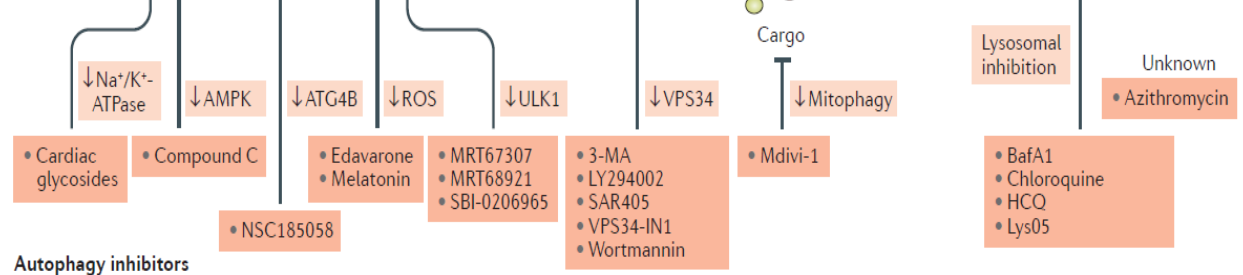 Cargo
↓Na⁺/K⁺-
ATPase
↓AMPK
↓ATG4B
↓ROS
↓ULK1
↓VPS34
↓Mitophagy
Lysosomal
inhibition
Unknown
• Azithromycin
• Cardiac
glycosides
• Compound C
• NSC185058
• Edavarone
• Melatonin
• MRT67307
• MRT68921
• SBI-0206965
• 3-MA
• LY294002
• SAR405
• VPS34-IN1
• Wortmannin
• Mdivi-1
• BafA1
• Chloroquine
• HCQ
• Lys05
Autophagy inhibitors